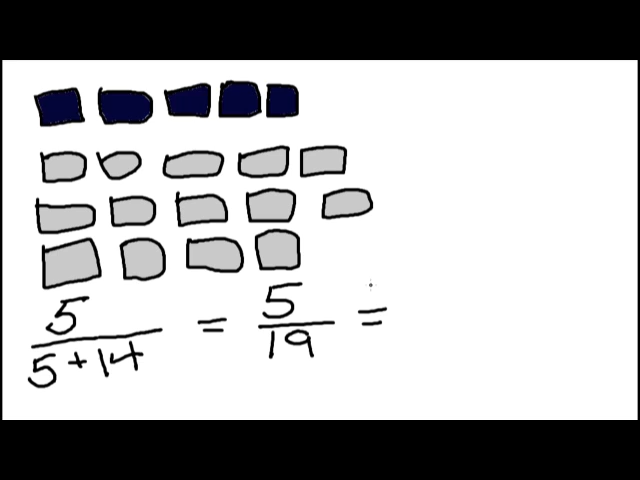 5/(5+14) = 5/19 =